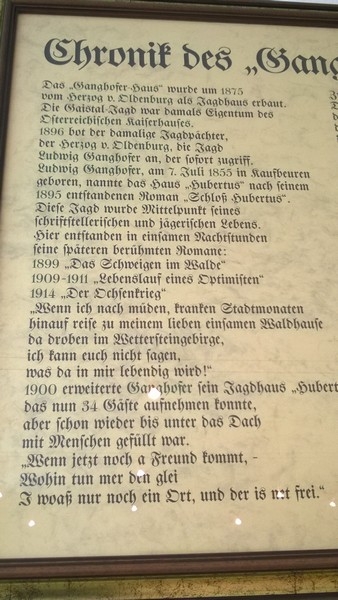 Chronik des „Gang
Das „Ganghofer-Haus" wurde um 1875
vom Herzog v. Oldenburg als Jagdhaus erbaut.
Die Gaistal-Jagd war damals Eigentum des
Österreichischen Kaiserhauses.
1896 bot der damalige Jagdpächter,
der Herzog v. Oldenburg, die Jagd
Ludwig Ganghofer an, der sofort zugriff.
Ludwig Ganghofer, am 7. Juli 1855 in Kaufbeuren
geboren, nannte das Haus „Hubertus" nach seinem
1895 entstandenen Roman „Schloß Hubertus".
Diese Jagd wurde Mittelpunkt seines
schriftstellerischen und jägerischen Lebens.
Hier entstanden in einsamen Nachtstunden
seine späteren berühmten Romane:
1899 „Das Schweigen im Walde"
1909-1911 „Lebenslauf eines Optimisten"
1914 „Der Ochsenkrieg"
„Wenn ich nach müden, kranken Stadtmonaten
hinauf reise zu meinem lieben einsamen Waldhause
da droben im Wettersteingebirge,
ich kann euch nicht sagen,
was da in mir lebendig wird!"
1900 erweiterte Ganghofer sein Jagdhaus „Hubert
das nun 34 Gäste aufnehmen konnte,
aber schon wieder bis unter das Dach
mit Menschen gefüllt war.
„Wenn jetzt noch a Freund kommt, -
Wohin tun mer den glei
I woaß nur noch ein Ort, und der is net frei."